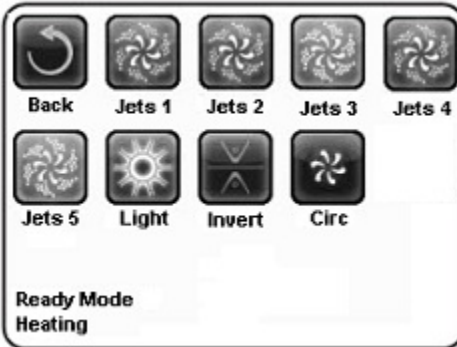 Back Jets 1 Jets 2 Jets 3 Jets 4
Jets 5 Light Invert Circ
Ready Mode
Heating